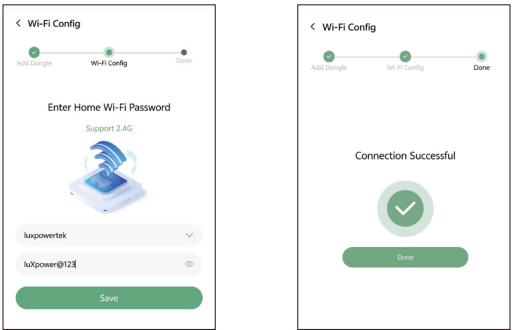 Wi-Fi Config
Add Dongle
Wi-Fi Config
Done
Enter Home Wi-Fi Password
Support 2.4G
luxpowertek
luXpower@123
Save
Wi-Fi Config
Add Dongle
Wi-Fi Config
Done
Connection Successful
Done